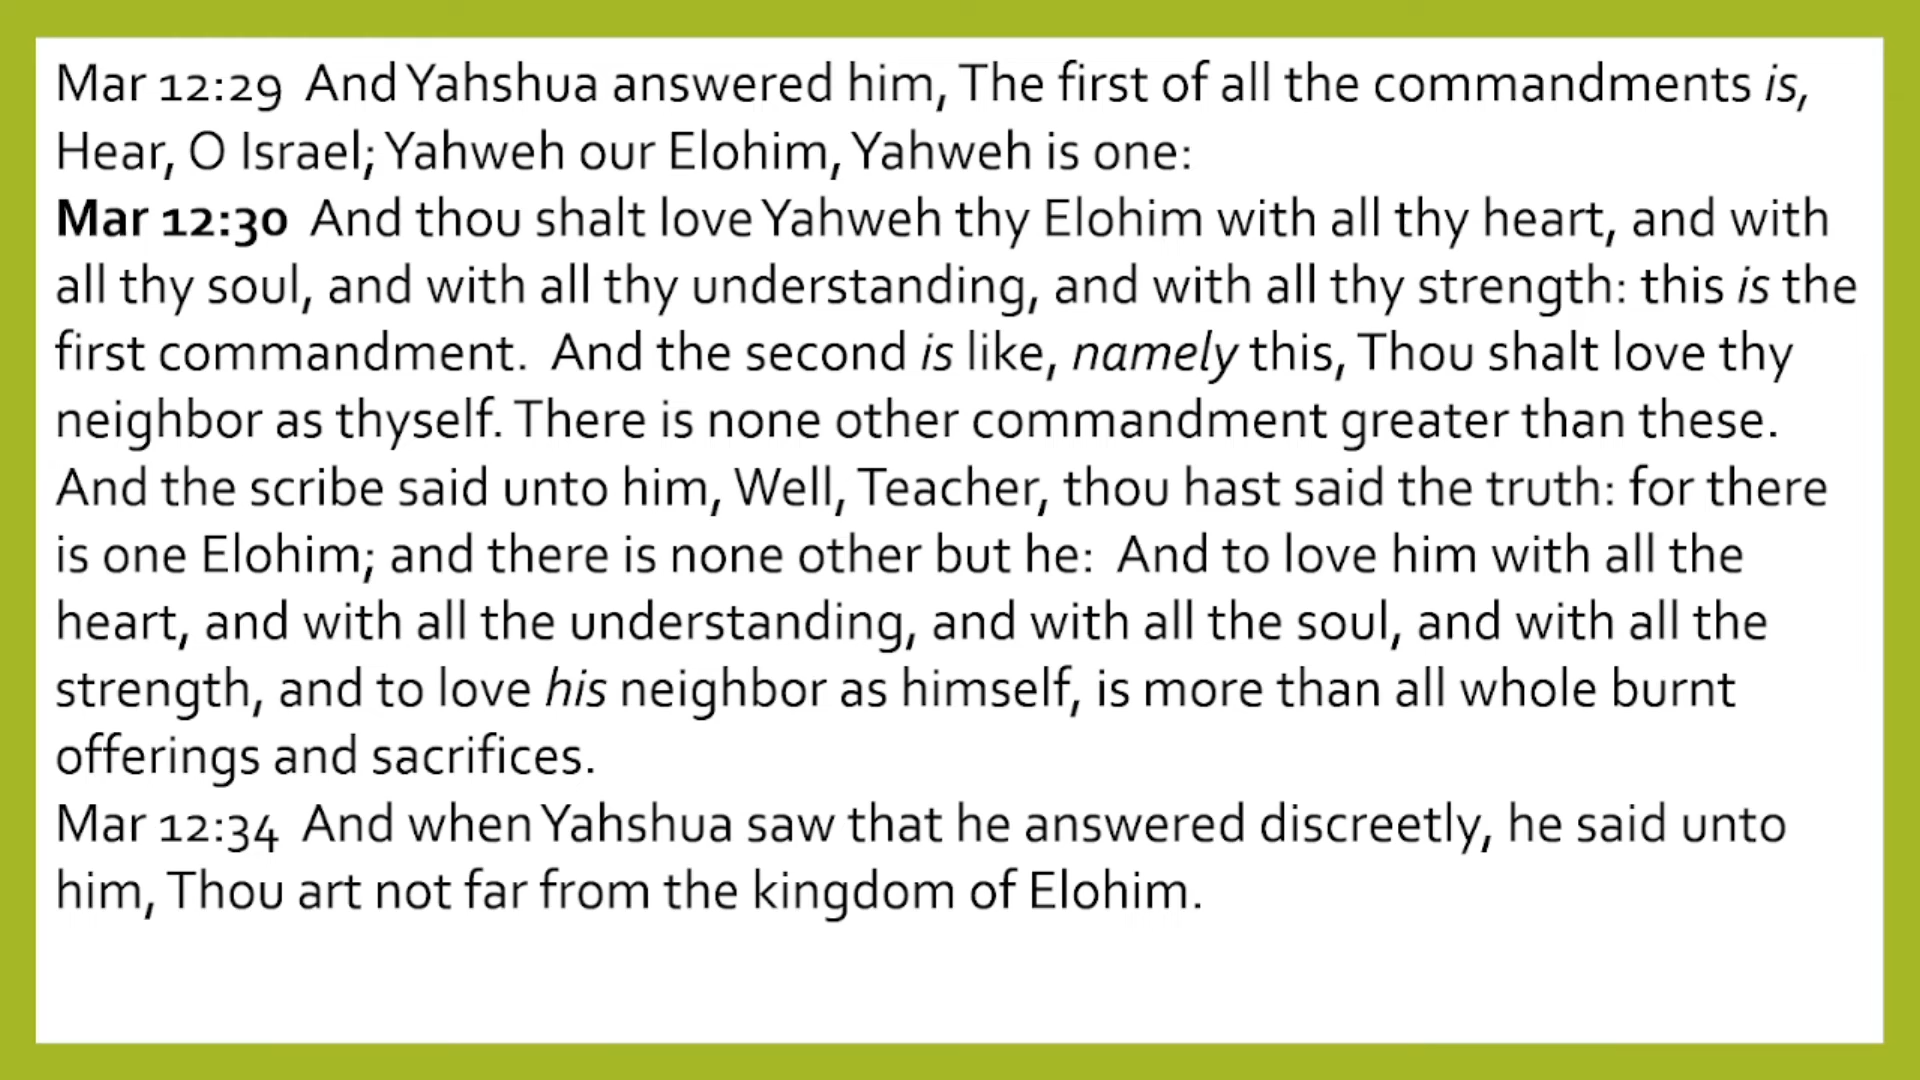 Mar 12:29  And Yahshua answered him, The first of all the commandments is,
Hear, O Israel; Yahweh our Elohim, Yahweh is one:
Mar 12:30  And thou shalt love Yahweh thy Elohim with all thy heart, and with
all thy soul, and with all thy understanding, and with all thy strength: this is the
first commandment.  And the second is like, namely this, Thou shalt love thy
neighbor as thyself. There is none other commandment greater than these.
And the scribe said unto him, Well, Teacher, thou hast said the truth: for there
is one Elohim; and there is none other but he:  And to love him with all the
heart, and with all the understanding, and with all the soul, and with all the
strength, and to love his neighbor as himself, is more than all whole burnt
offerings and sacrifices.
Mar 12:34  And when Yahshua saw that he answered discreetly, he said unto
him, Thou art not far from the kingdom of Elohim.